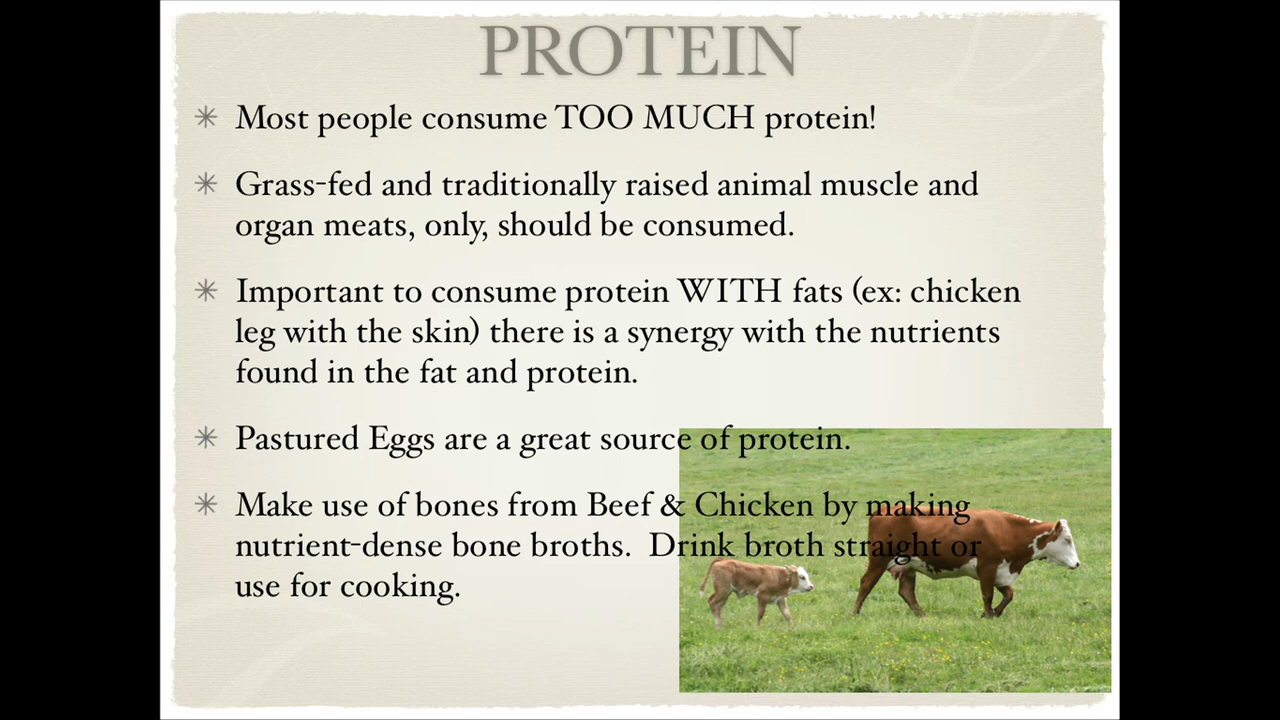 PROTEIN
Most people consume TOO MUCH protein!
Grass-fed and traditionally raised animal muscle and
organ meats, only, should be consumed.
Important to consume protein WITH fats (ex: chicken
leg with the skin) there is a synergy with the nutrients
found in the fat and protein.
Pastured Eggs are a great source of protein.
Make use of bones from Beef & Chicken by making
nutrient-dense bone broths.  Drink broth straight or
use for cooking.